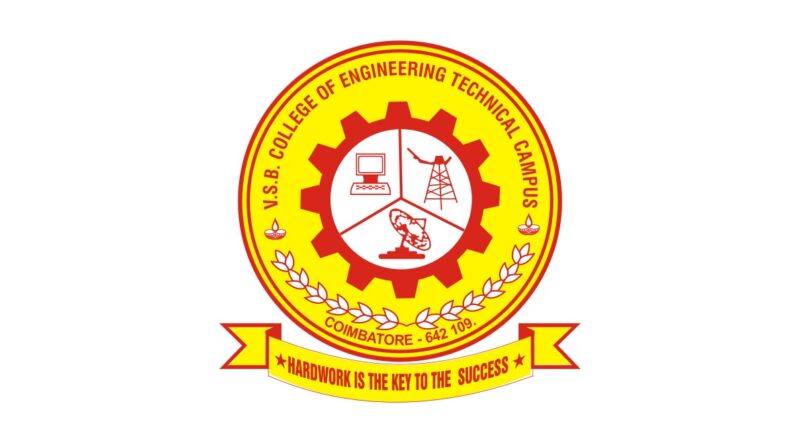 V.S.B. COLLEGE OF ENGINEERING TECHNICAL CAMPUS
COIMBATORE - 642 109.
HARDWORK IS THE KEY TO THE SUCCESS